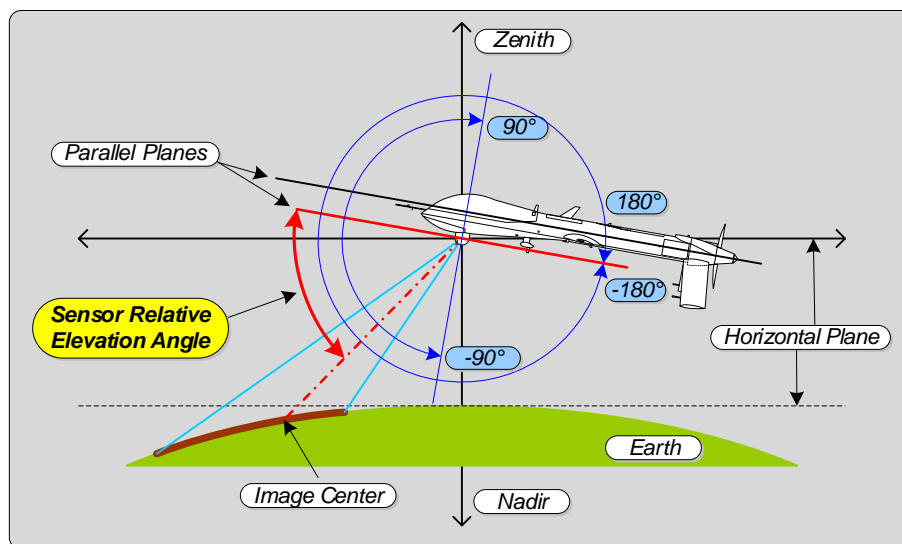 Zenith
90°
Parallel Planes
180°
-180°
Sensor Relative
Elevation Angle
Horizontal Plane
-90°
Earth
Image Center
Nadir